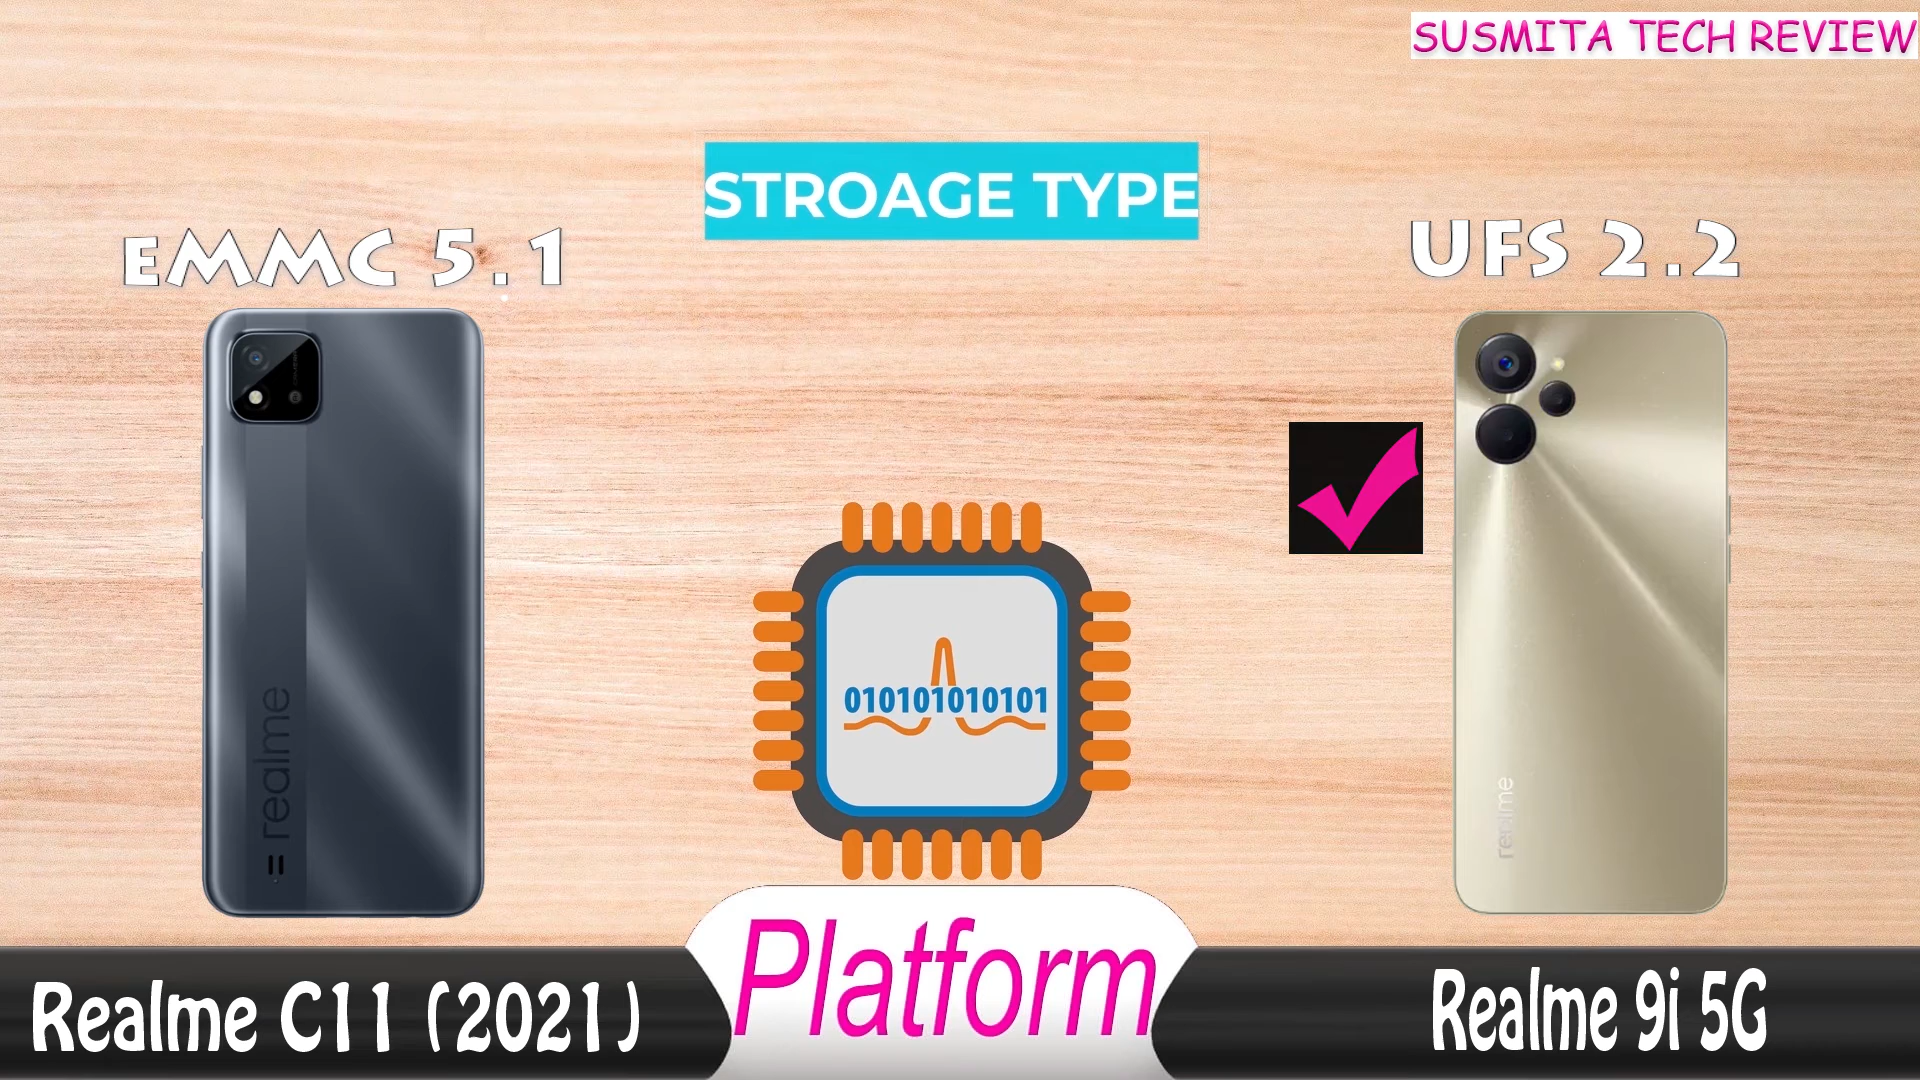 SUSMITA TECH REVIEW
STROAGE TYPE
eMMC 5.1
UFS 2.2
realme
realme
010101010101
Platform
Realme C11 (2021)
Realme 9i 5G